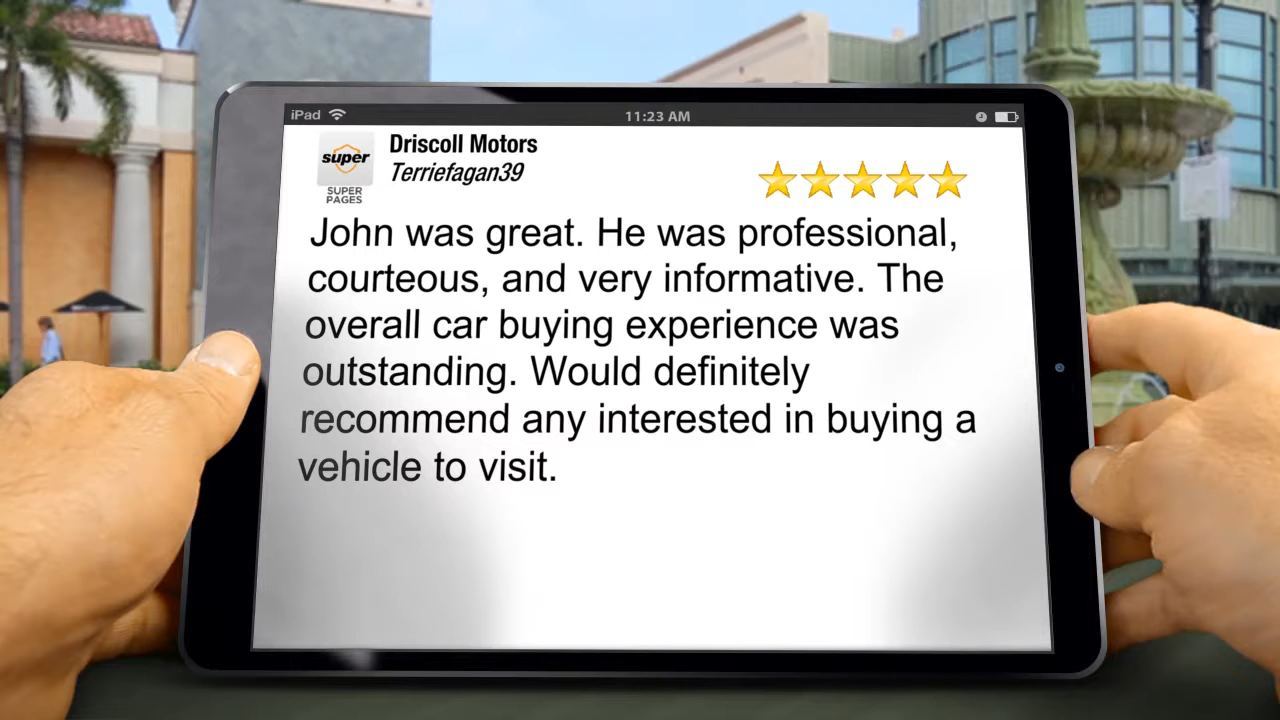 iPad
11:23 AM
super
SUPER
PAGES
Driscoll Motors
Terriefagan39
John was great. He was professional,
courteous, and very informative. The
overall car buying experience was
outstanding. Would definitely
recommend any interested in buying a
vehicle to visit.